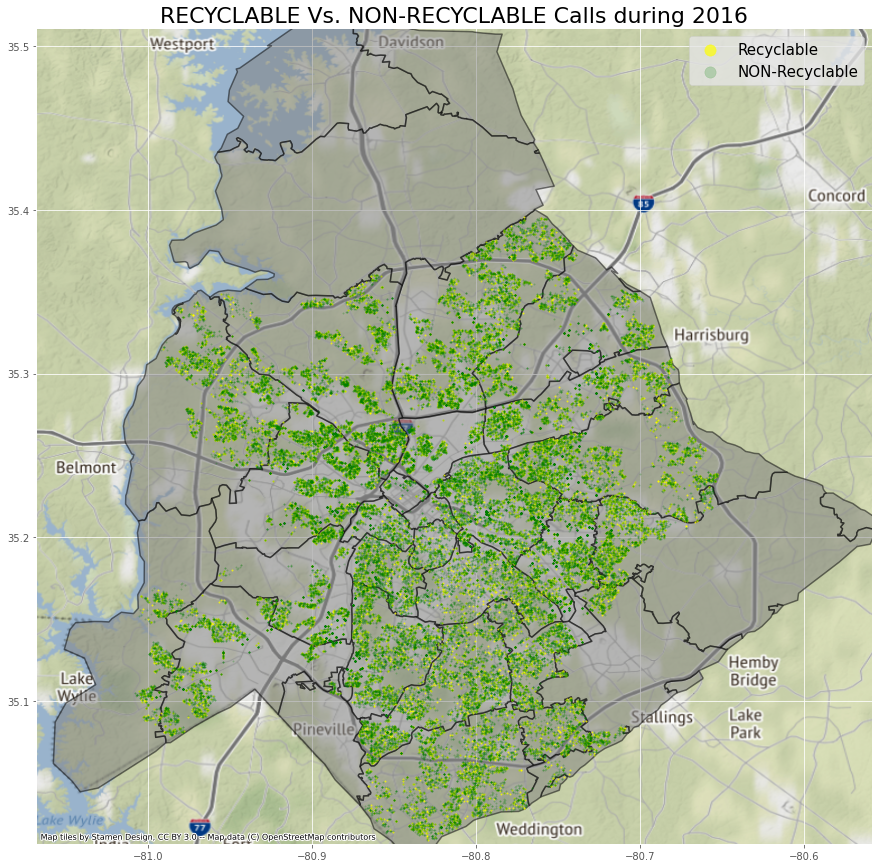 RECYCLABLE Vs. NON-RECYCLABLE Calls during 2016
Recyclable
NON-Recyclable
Westport
Davidson
Concord
85
Harrisburg
Belmont
Lake
Wylie
Pineville
Hemby
Bridge
Stallings
Lake
Park
Weddington
Lake Wylie
77
Map tiles by Stamen Design, CC BY 3.0 -- Map data (C) OpenStreetMap contributors
35.5
35.4
35.3
35.2
35.1
−81.0
−80.9
−80.8
−80.7
−80.6